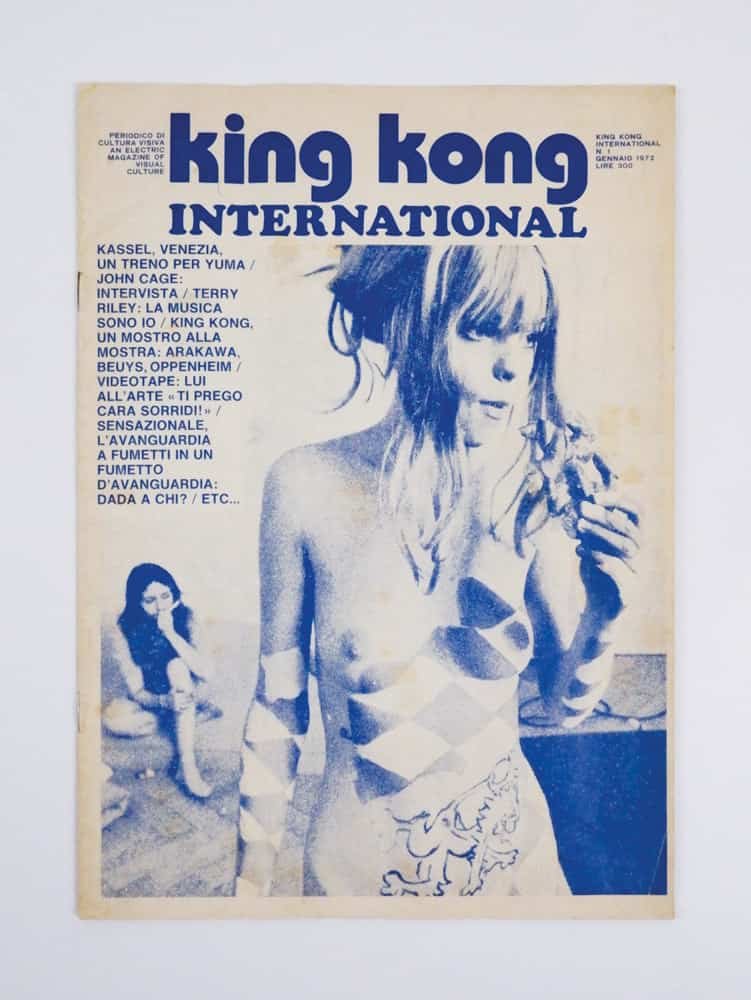 PERIODICO DI
CULTURA VISIVA
AN ELECTRIC
MAGAZINE OF
VISUAL
CULTURE
king kong
INTERNATIONAL
KING KONG
INTERNATIONAL
N 1
GENNAIO 1972
LIRE 300
KASSEL, VENEZIA,
UN TRENO PER YUMA /
JOHN CAGE:
INTERVISTA / TERRY
RILEY: LA MUSICA
SONO IO / KING KONG,
UN MOSTRO ALLA
MOSTRA: ARAKAWA,
BEUYS, OPPENHEIM /
VIDEOTAPE: LUI
ALL'ARTE « TI PREGO
CARA SORRIDI! » /
SENSAZIONALE,
L'AVANGUARDIA
A FUMETTI IN UN
FUMETTO
D'AVANGUARDIA:
DADA A CHI? / ETC...